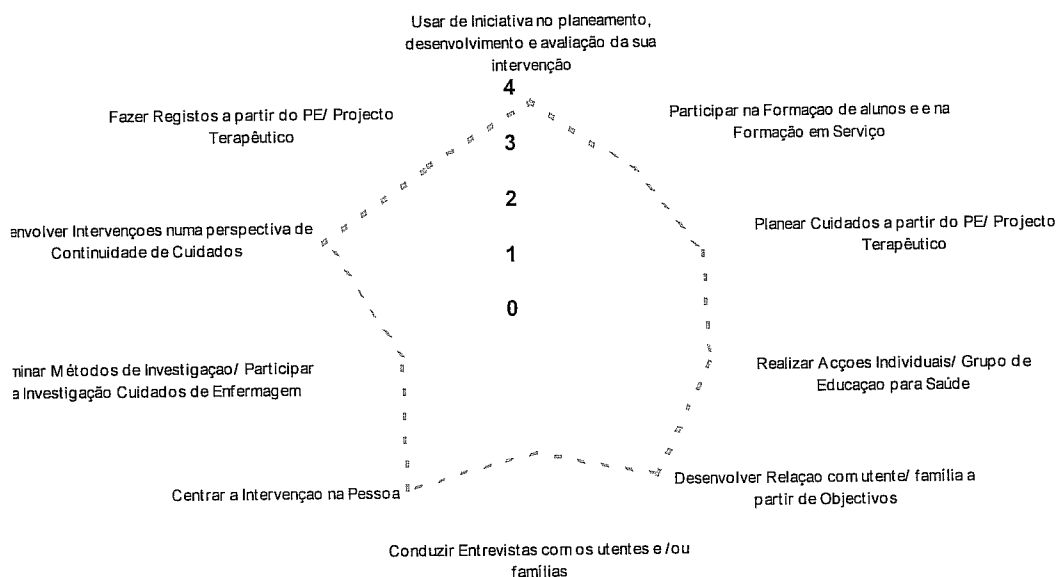 Usar de Iniciativa no planeamento,
desenvolvimento e avaliação da sua
intervenção
4
3
2
1
0
Participar na Formaçao de alunos e e na
Formação em Serviço
Planear Cuidados a partir do PE/ Projecto
Terapêutico
Realizar Acçoes Individuais/ Grupo de
Educaçao para Saúde
Desenvolver Relaçao com utente/ família a
partir de Objectivos
Conduzir Entrevistas com os utentes e /ou
famílias
Centrar a Intervençao na Pessoa
minar Métodos de Investigaçao/ Participar
a Investigação Cuidados de Enfermagem
envolver Intervençoes numa perspectiva de
Continuidade de Cuidados
Fazer Registos a partir do PE/ Projecto
Terapêutico